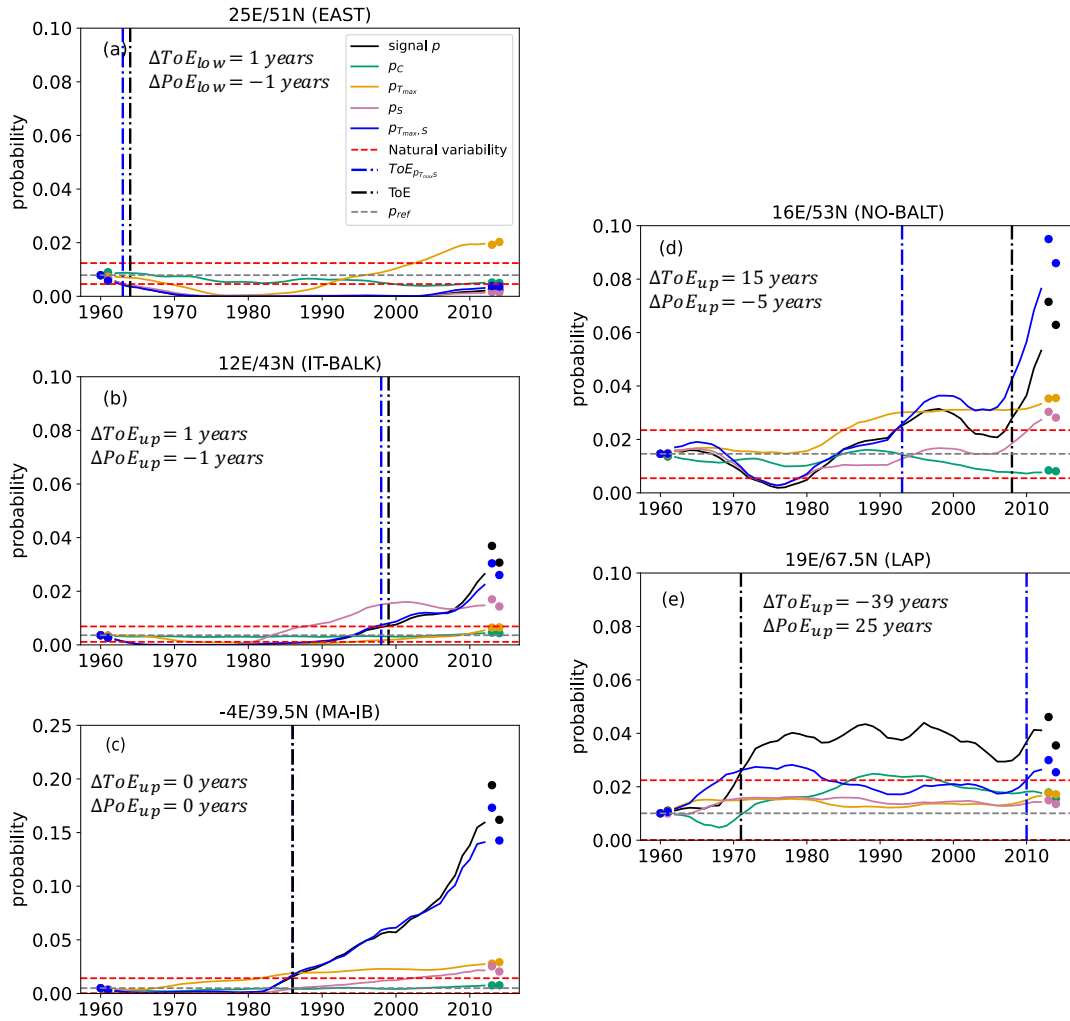 25E/51N (EAST)
(a)
ΔToE_low = 1 years
ΔPoE_low = −1 years
signal p
p_C
p_{T_max}
p_S
p_{T_max, S}
Natural variability
ToE_{p_{T_max,S}}
ToE
p_ref
probability
0.10
0.08
0.06
0.04
0.02
0.00
1960 1970 1980 1990 2000 2010
12E/43N (IT-BALK)
(b)
ΔToE_up = 1 years
ΔPoE_up = −1 years
probability
0.10
0.08
0.06
0.04
0.02
0.00
1960 1970 1980 1990 2000 2010
-4E/39.5N (MA-IB)
(c)
ΔToE_up = 0 years
ΔPoE_up = 0 years
probability
0.25
0.20
0.15
0.10
0.05
0.00
1960 1970 1980 1990 2000 2010
16E/53N (NO-BALT)
(d)
ΔToE_up = 15 years
ΔPoE_up = −5 years
probability
0.10
0.08
0.06
0.04
0.02
0.00
1960 1970 1980 1990 2000 2010
19E/67.5N (LAP)
(e)
ΔToE_up = −39 years
ΔPoE_up = 25 years
probability
0.10
0.08
0.06
0.04
0.02
0.00
1960 1970 1980 1990 2000 2010